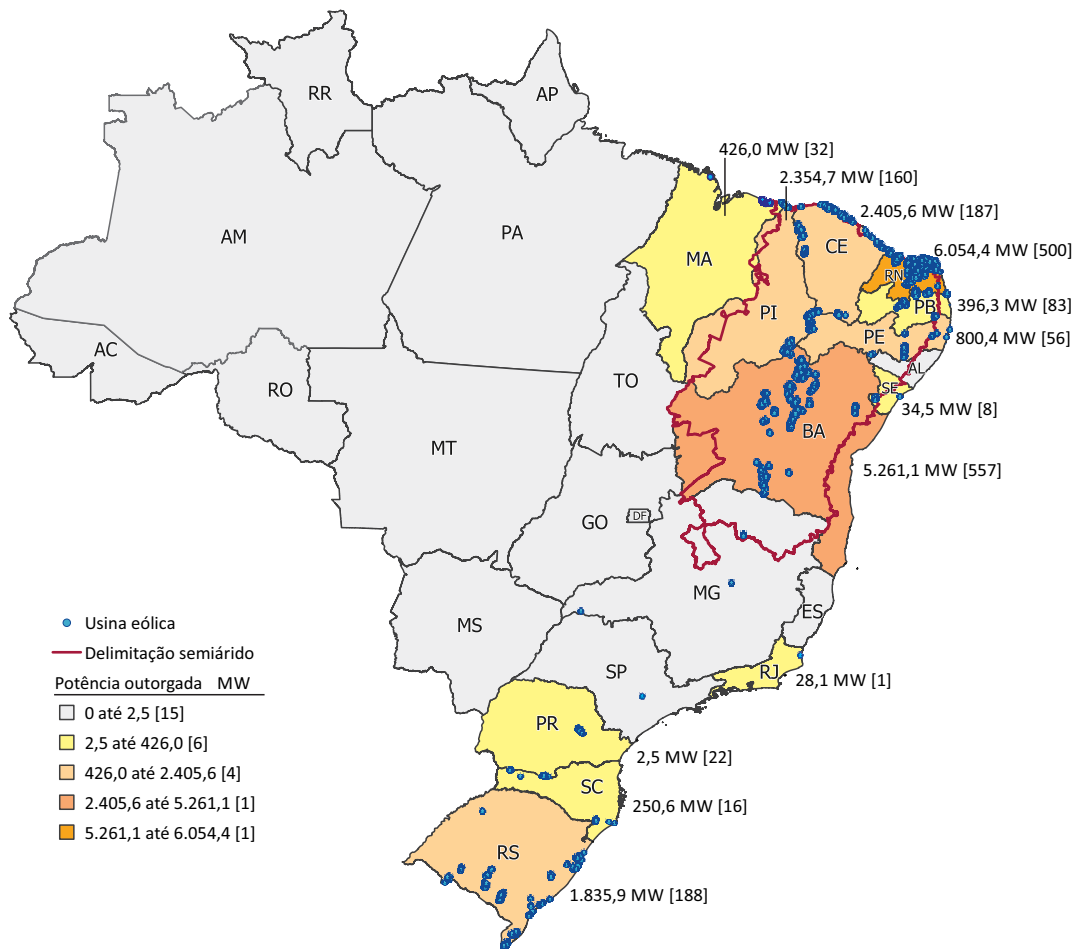 RR
AP
426,0 MW [32]
2.354,7 MW [160]
2.405,6 MW [187]
AM
PA
MA
CE
6.054,4 MW [500]
RN
PB
396,3 MW [83]
PI
PE
800,4 MW [56]
AC
RO
TO
AL
SE
34,5 MW [8]
MT
BA
5.261,1 MW [557]
GO
DF
MG
ES
MS
SP
RJ
28,1 MW [1]
PR
2,5 MW [22]
SC
250,6 MW [16]
RS
1.835,9 MW [188]
Usina eólica
Delimitação semiárido
Potência outorgada MW
0 até 2,5 [15]
2,5 até 426,0 [6]
426,0 até 2.405,6 [4]
2.405,6 até 5.261,1 [1]
5.261,1 até 6.054,4 [1]